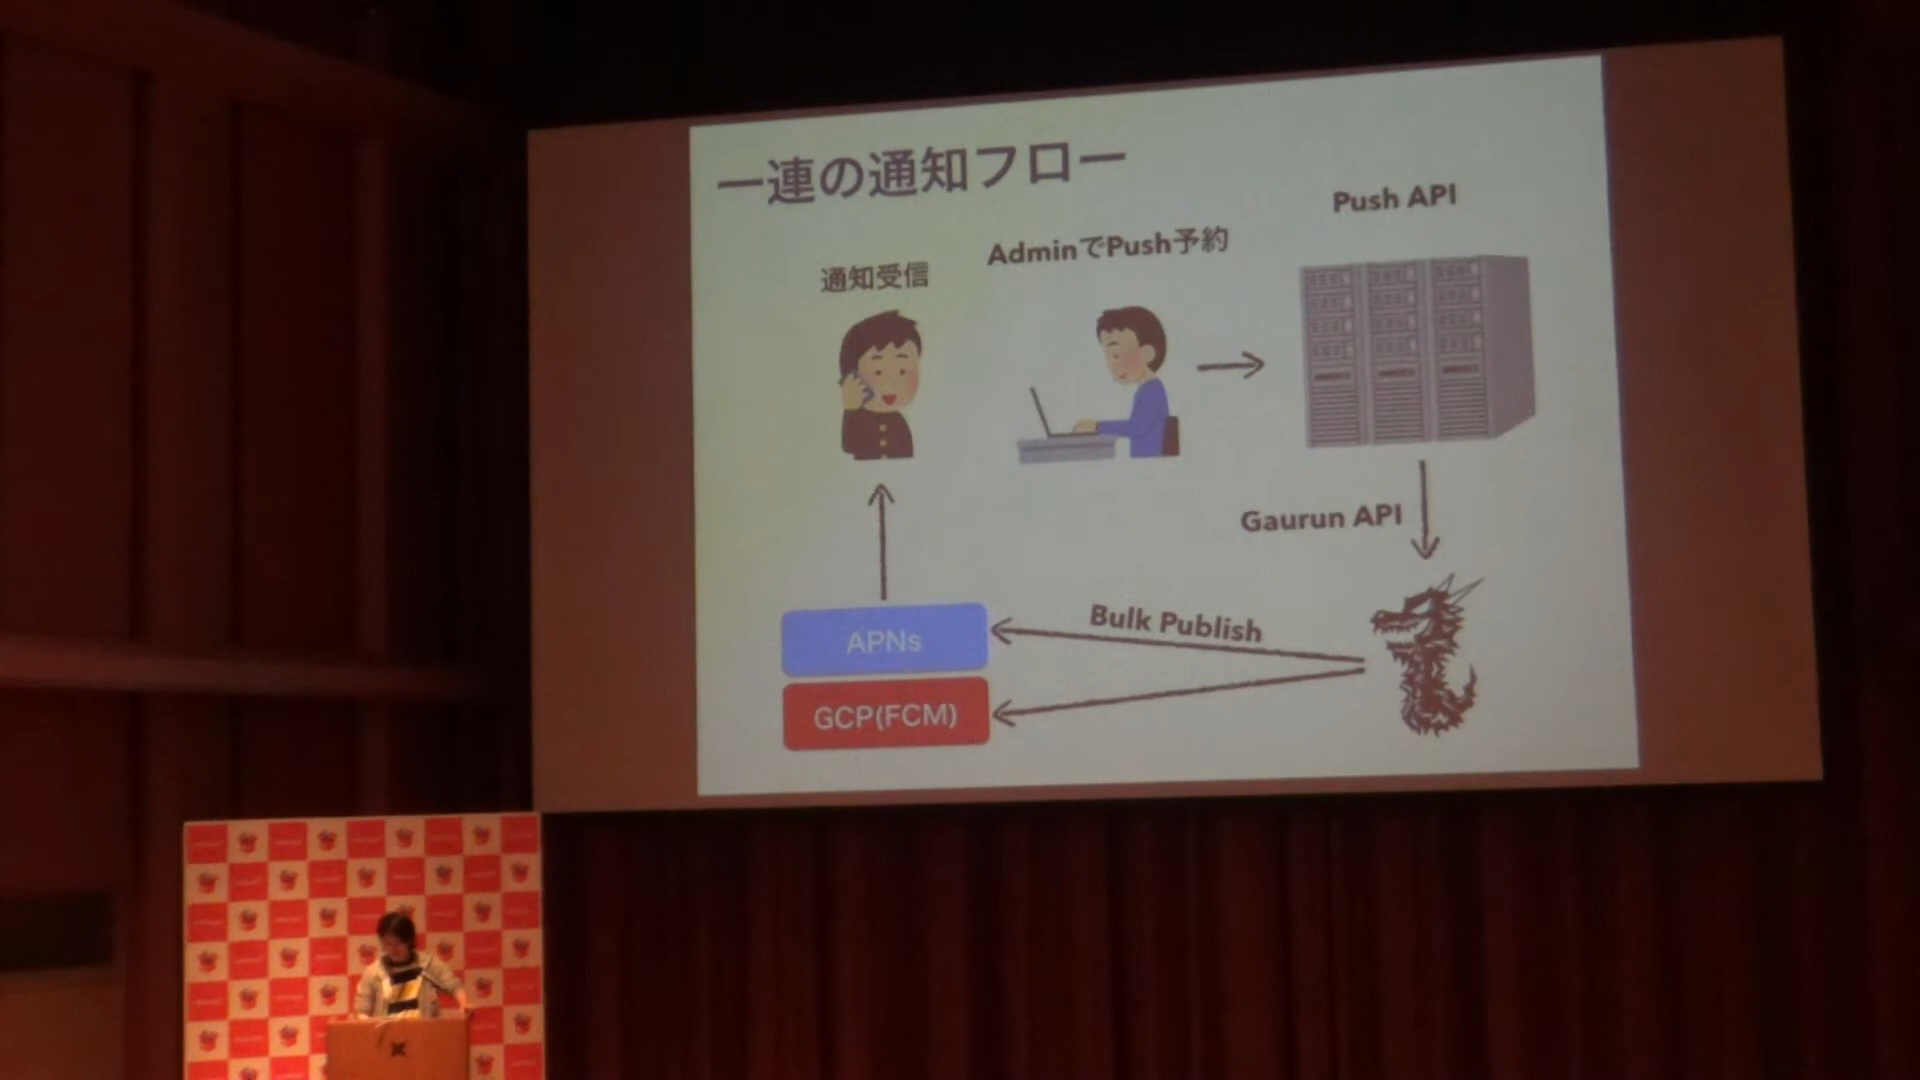 一連の通知フロー
Push API
AdminでPush予約
通知受信
Gaurun API
Bulk Publish
APNs
GCP(FCM)